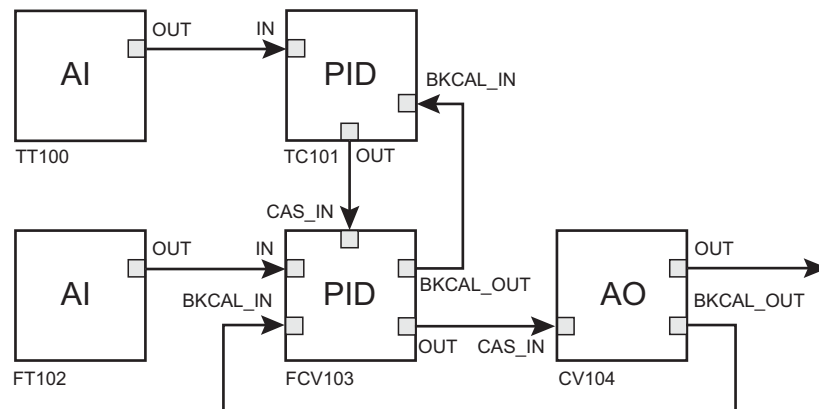 OUT
IN
AI
PID
BKCAL_IN
TT100
TC101
OUT
CAS_IN
OUT
IN
OUT
AI
BKCAL_IN
PID
BKCAL_OUT
AO
BKCAL_OUT
OUT
CAS_IN
FT102
FCV103
CV104